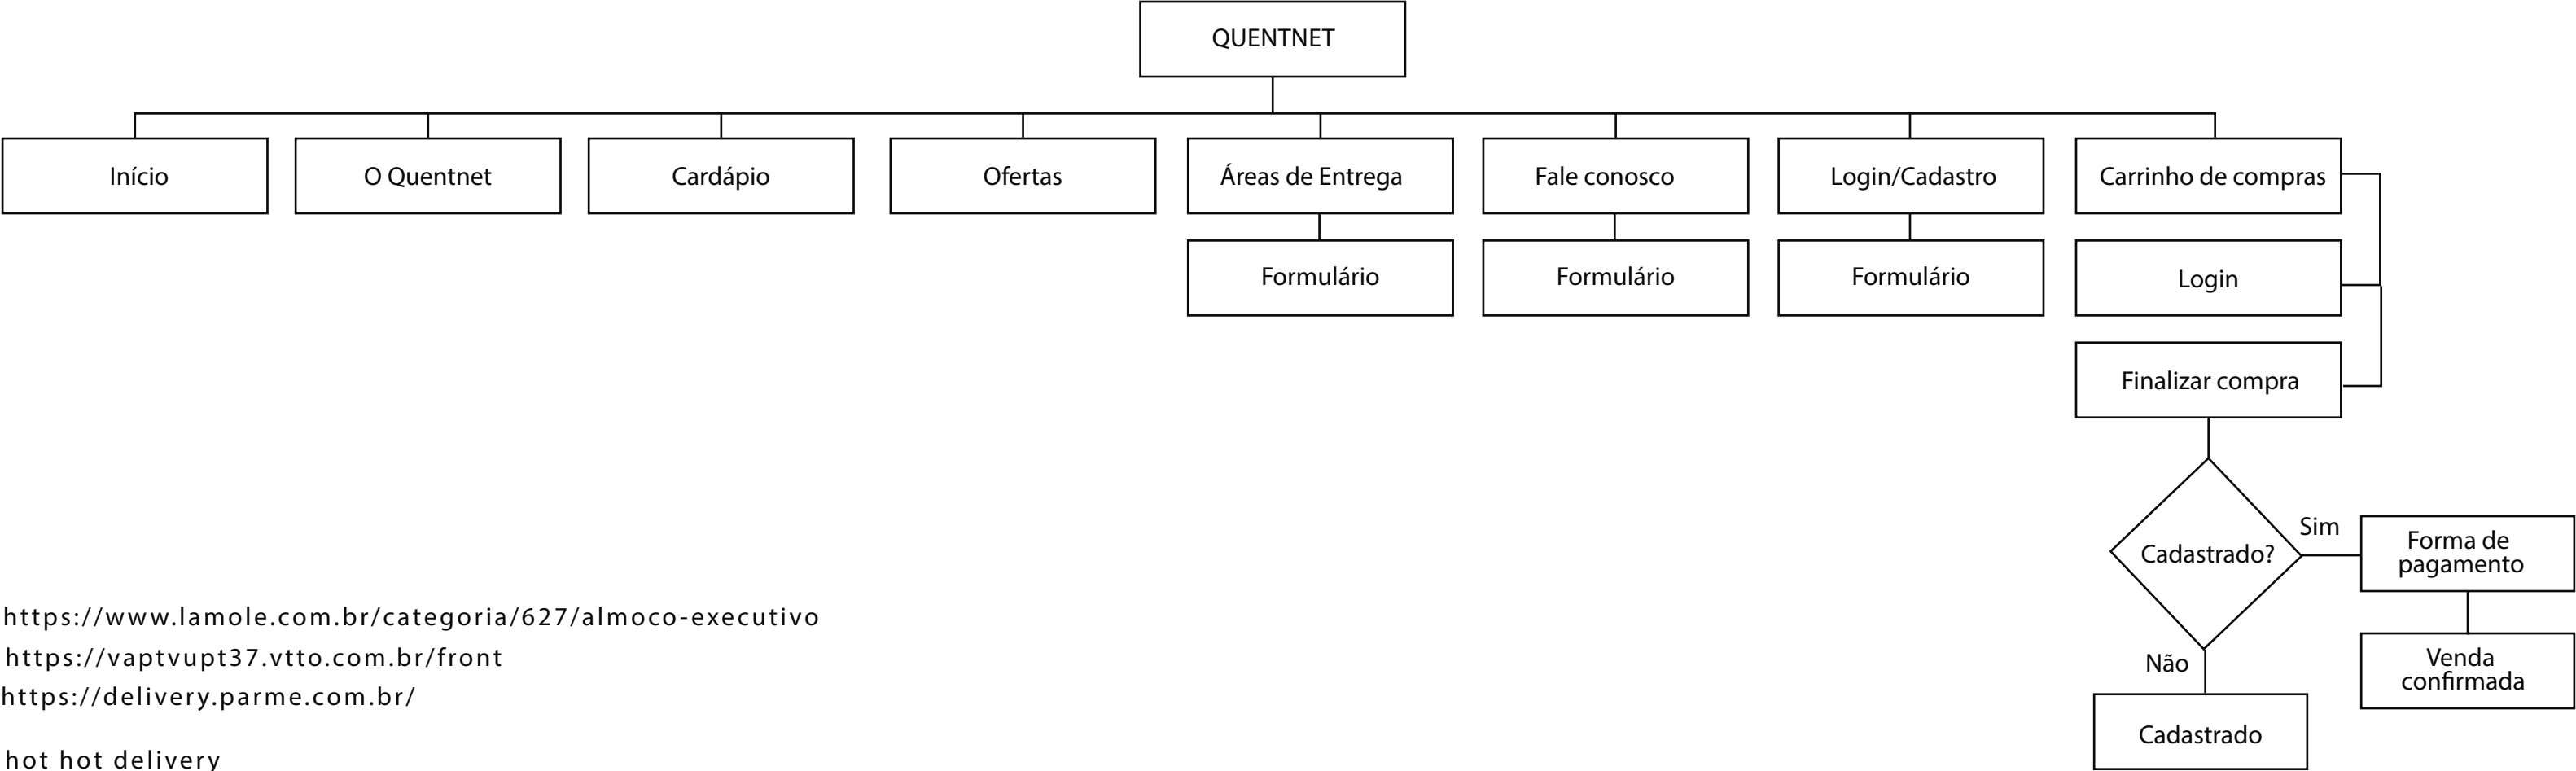 QUENTNET
Início
O Quentnet
Cardápio
Ofertas
Áreas de Entrega
Fale conosco
Login/Cadastro
Carrinho de compras
Formulário
Formulário
Formulário
Login
Finalizar compra
Cadastrado?
Sim
Forma de
pagamento
Não
Venda
confirmada
Cadastrado
https://www.lamole.com.br/categoria/627/almoco-executivo
https://vaptvupt37.vtto.com.br/front
https://delivery.parme.com.br/
hot hot delivery